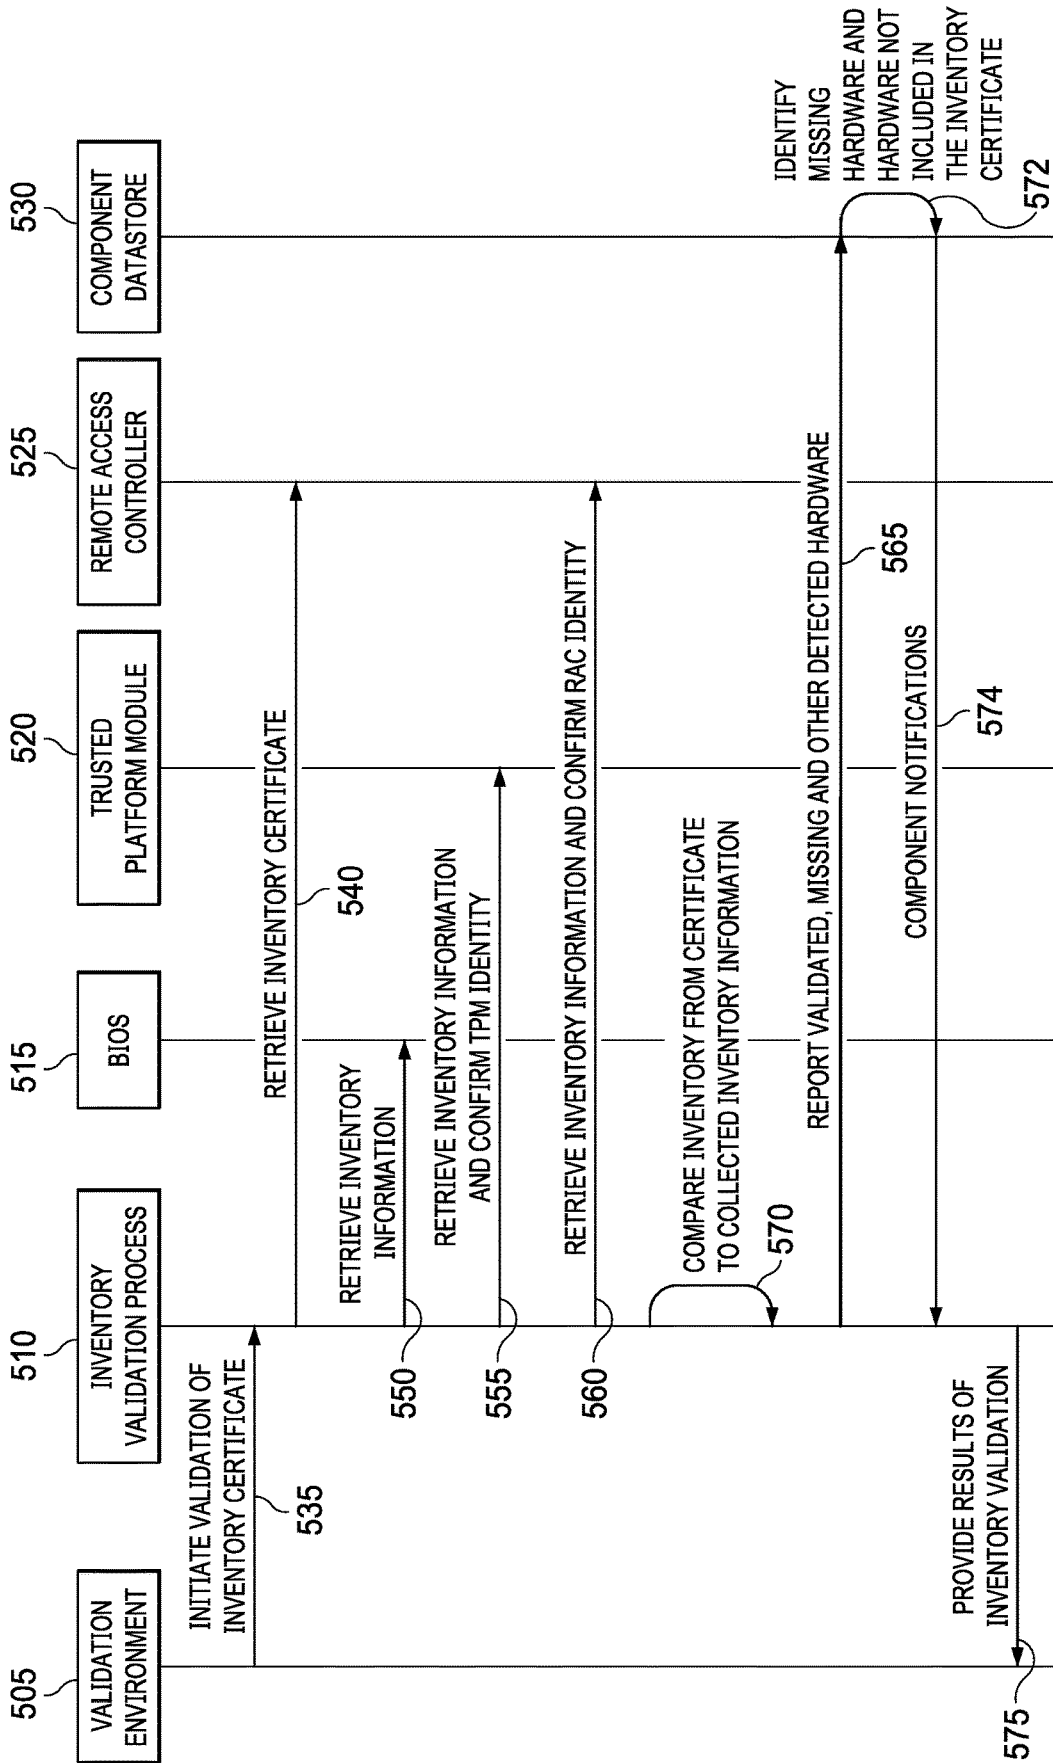 505
VALIDATION
ENVIRONMENT
510
INVENTORY
VALIDATION PROCESS
515
BIOS
520
TRUSTED
PLATFORM MODULE
525
REMOTE ACCESS
CONTROLLER
530
COMPONENT
DATASTORE
INITIATE VALIDATION OF
INVENTORY CERTIFICATE
535
RETRIEVE INVENTORY CERTIFICATE
540
RETRIEVE INVENTORY
INFORMATION
550
RETRIEVE INVENTORY INFORMATION
AND CONFIRM TPM IDENTITY
555
RETRIEVE INVENTORY INFORMATION AND CONFIRM RAC IDENTITY
560
COMPARE INVENTORY FROM CERTIFICATE
TO COLLECTED INVENTORY INFORMATION
570
REPORT VALIDATED, MISSING AND OTHER DETECTED HARDWARE
565
IDENTIFY
MISSING
HARDWARE AND
HARDWARE NOT
INCLUDED IN
THE INVENTORY
CERTIFICATE
572
COMPONENT NOTIFICATIONS
574
PROVIDE RESULTS OF
INVENTORY VALIDATION
575